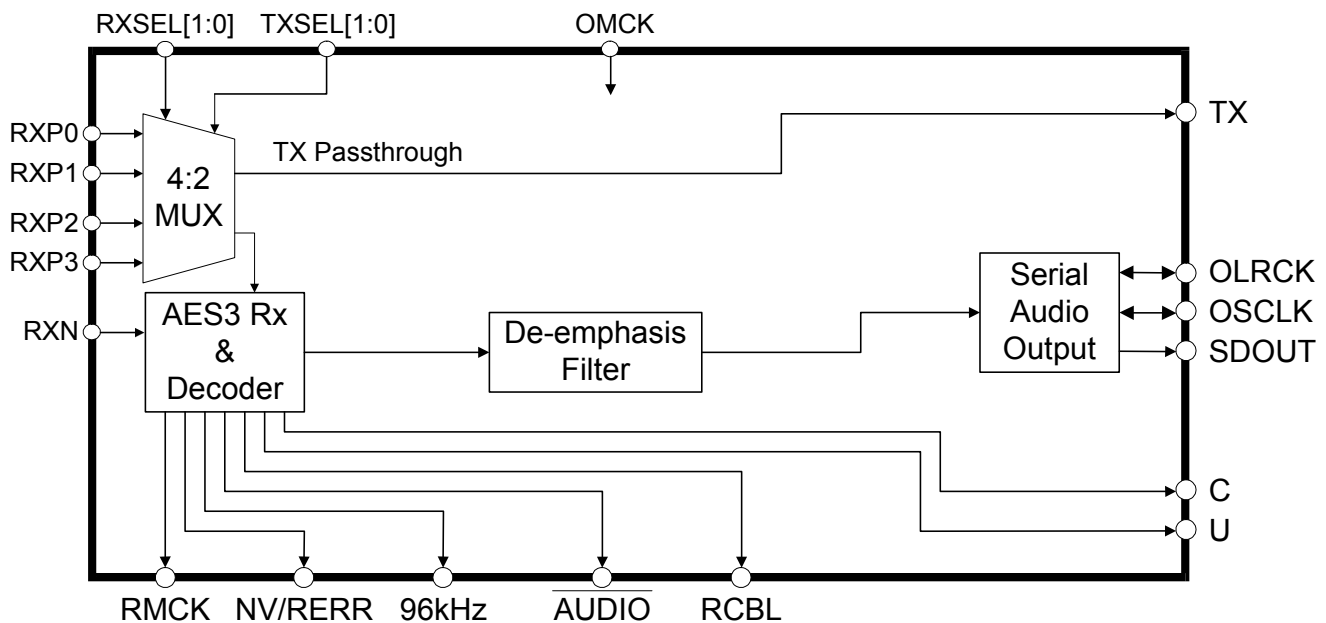 RXSEL[1:0]
TXSEL[1:0]
OMCK
RXP0
RXP1
RXP2
RXP3
RXN
4:2
MUX
TX Passthrough
TX
AES3 Rx
&
Decoder
De-emphasis
Filter
Serial
Audio
Output
OLRCK
OSCLK
SDOUT
C
U
RMCK
NV/RERR
96kHz
AUDIO
RCBL